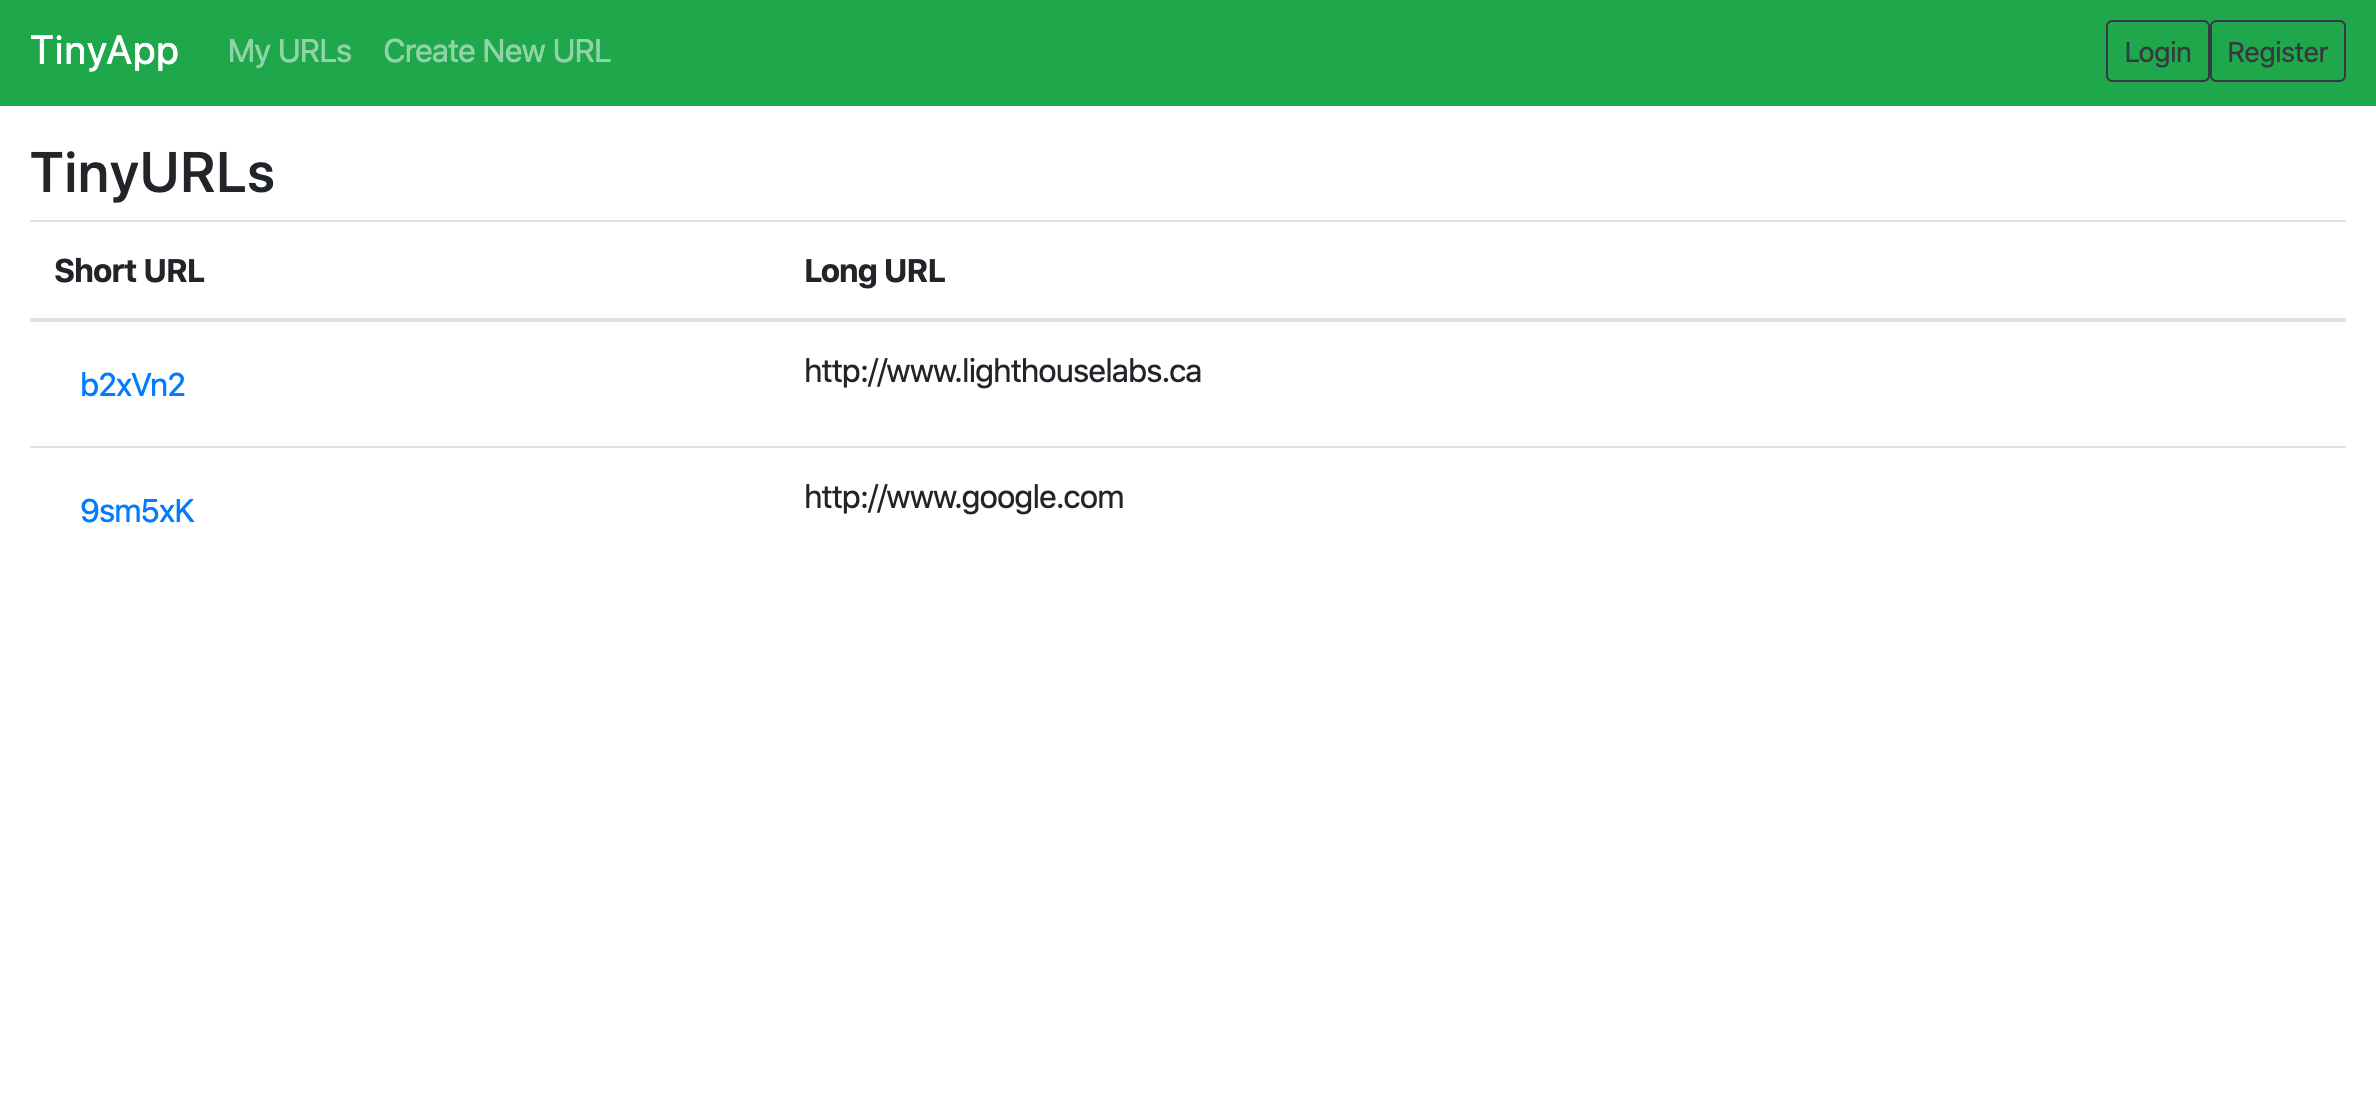 TinyApp My URLs Create New URL Login Register
TinyURLs
Short URL Long URL
b2xVn2 http://www.lighthouselabs.ca
9sm5xK http://www.google.com